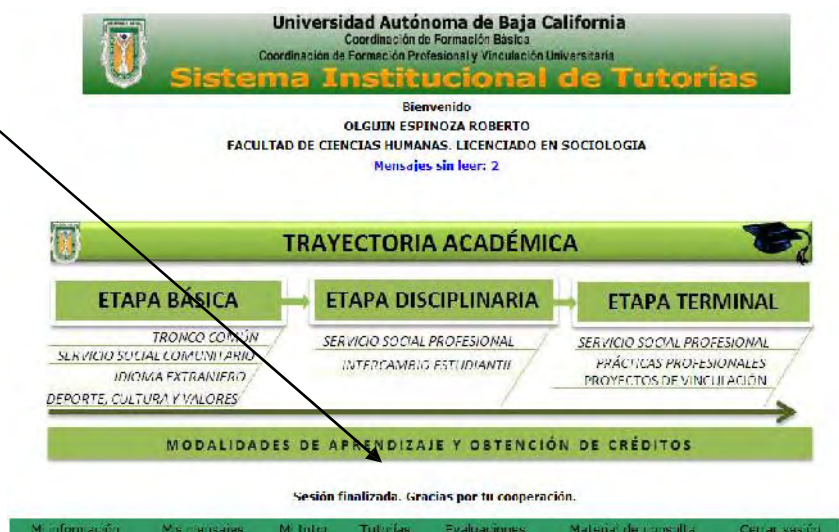 Universidad Autónoma de Baja California
Coordinación de Formación Básica
Coordinación de Formación Profesional y Vinculación Universitaria
Sistema Institucional de Tutorías
Bienvenido
OLGUIN ESPINOZA ROBERTO
FACULTAD DE CIENCIAS HUMANAS. LICENCIADO EN SOCIOLOGIA
Mensajes sin leer: 2
TRAYECTORIA ACADÉMICA
ETAPA BÁSICA
TRONCO COMÚN
SERVICIO SOCIAL COMUNITARIO
IDIOMA EXTRANJERO
DEPORTE, CULTURA Y VALORES
ETAPA DISCIPLINARIA
SERVICIO SOCIAL PROFESIONAL
INTERCAMBIO ESTUDIANTIL
ETAPA TERMINAL
SERVICIO SOCIAL PROFESIONAL
PRÁCTICAS PROFESIONALES
PROYECTOS DE VINCULACIÓN
MODALIDADES DE APRENDIZAJE Y OBTENCIÓN DE CRÉDITOS
Sesión finalizada. Gracias por tu cooperación.
Mi información Mis mensajes Mi tutor Tutorías Evaluaciones Material de consulta Cerrar sesión